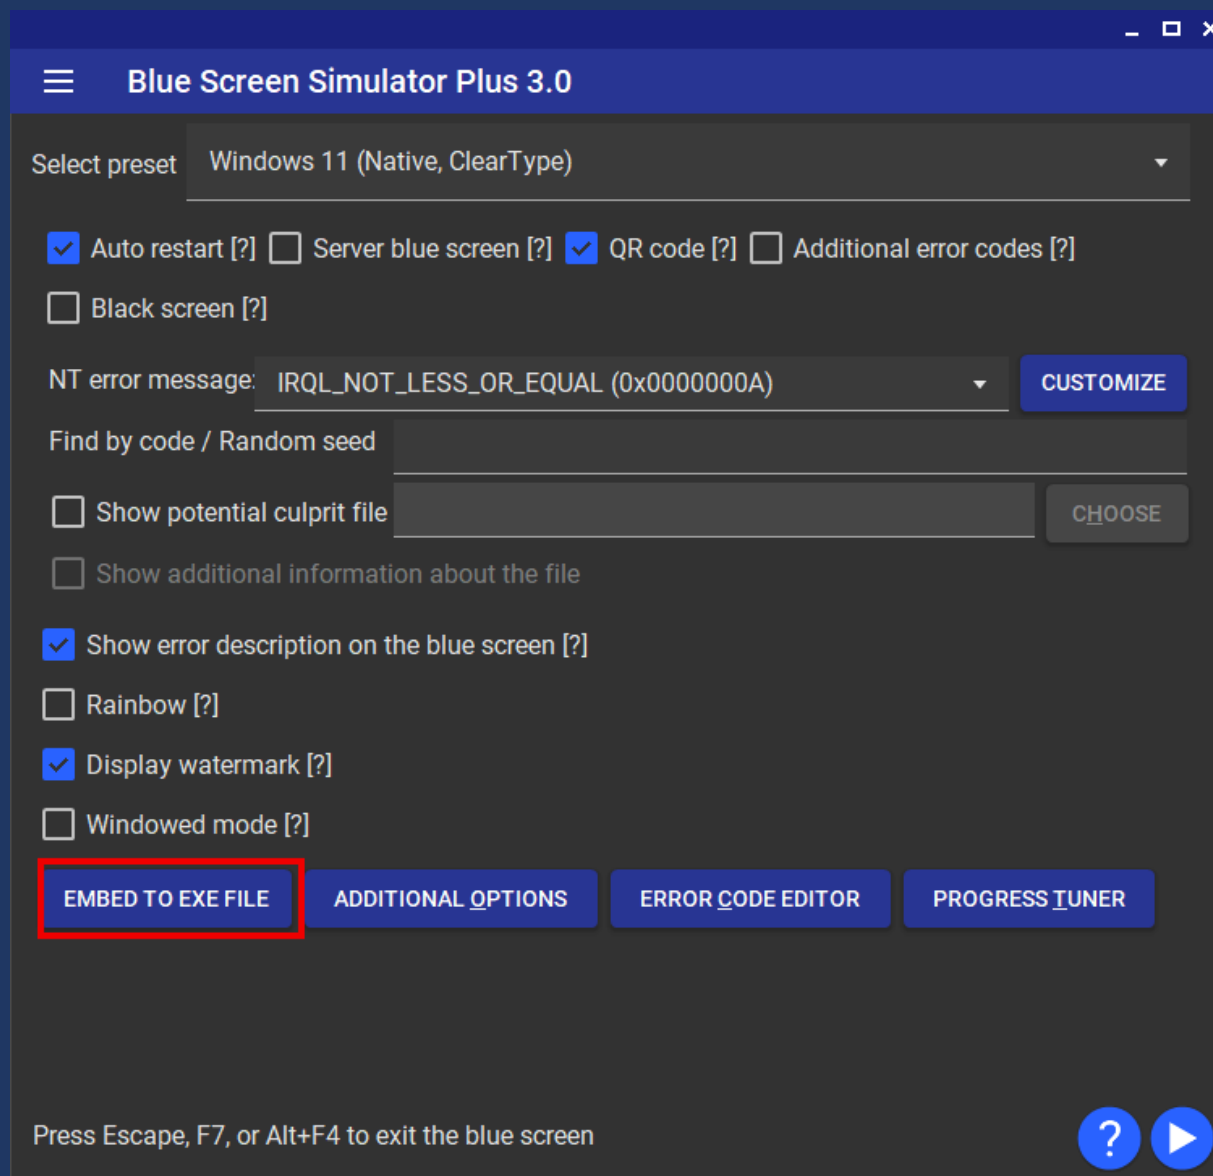 Blue Screen Simulator Plus 3.0
Select preset Windows 11 (Native, ClearType)
Auto restart [?] Server blue screen [?] QR code [?] Additional error codes [?]
Black screen [?]
NT error message: IRQL_NOT_LESS_OR_EQUAL (0x0000000A) CUSTOMIZE
Find by code / Random seed
Show potential culprit file CHOOSE
Show additional information about the file
Show error description on the blue screen [?]
Rainbow [?]
Display watermark [?]
Windowed mode [?]
EMBED TO EXE FILE ADDITIONAL OPTIONS ERROR CODE EDITOR PROGRESS TUNER
Press Escape, F7, or Alt+F4 to exit the blue screen ?